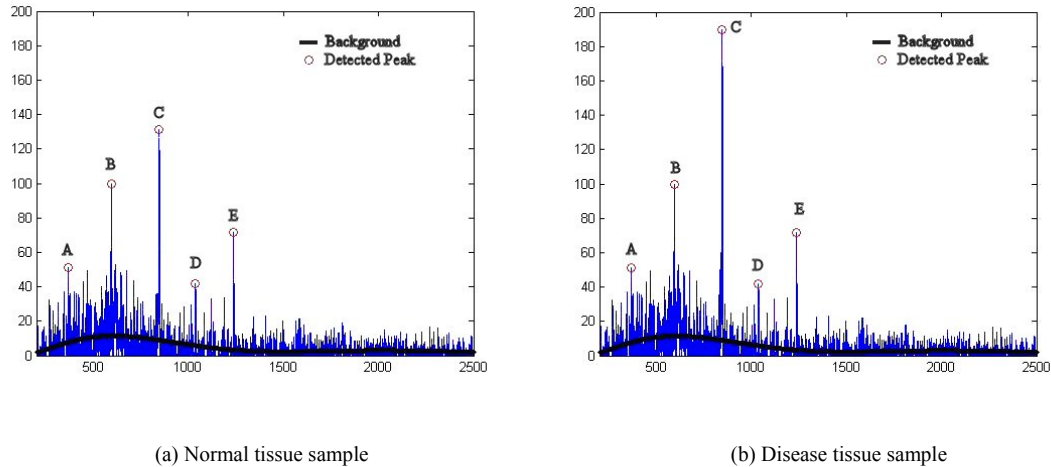 200
180
160
140
120
100
80
60
40
20
0
500
1000
1500
2000
2500
Background
Detected Peak
A
B
C
D
E
(a) Normal tissue sample
200
180
160
140
120
100
80
60
40
20
0
500
1000
1500
2000
2500
Background
Detected Peak
A
B
C
D
E
(b) Disease tissue sample